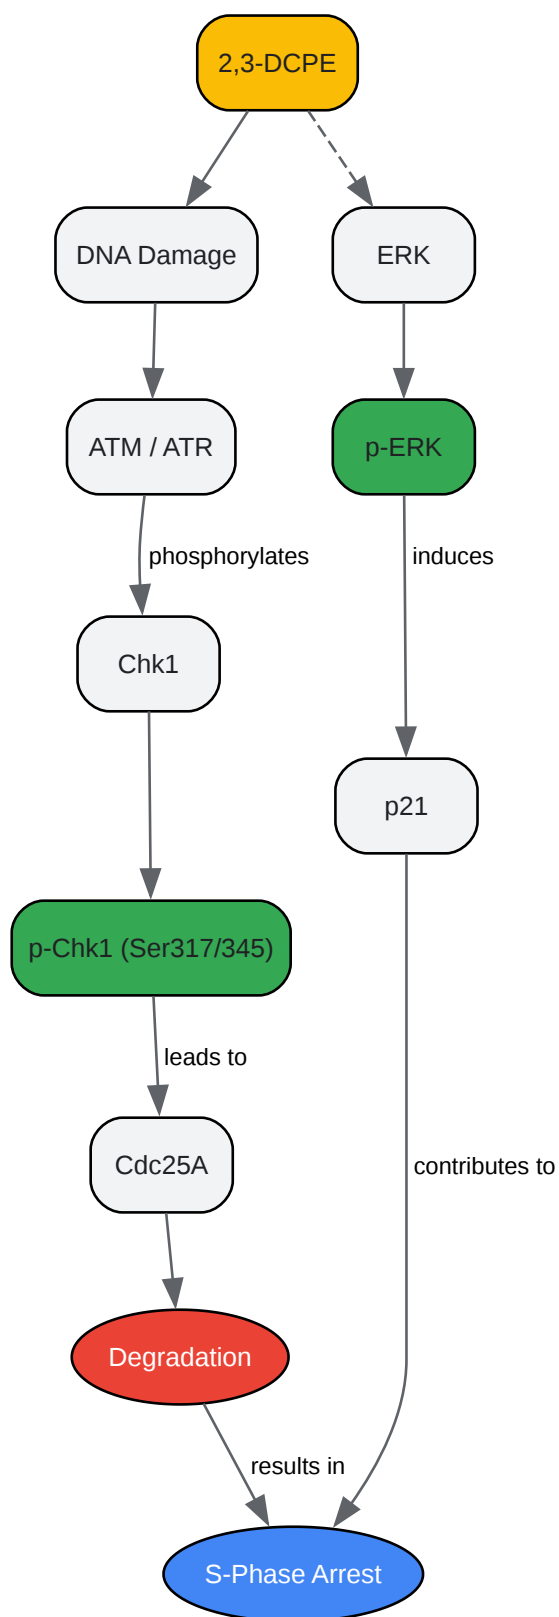 2,3-DCPE
DNA Damage
ERK
ATM / ATR
p-ERK
phosphorylates
induces
Chk1
p21
p-Chk1 (Ser317/345)
leads to
Cdc25A
contributes to
Degradation
results in
S-Phase Arrest